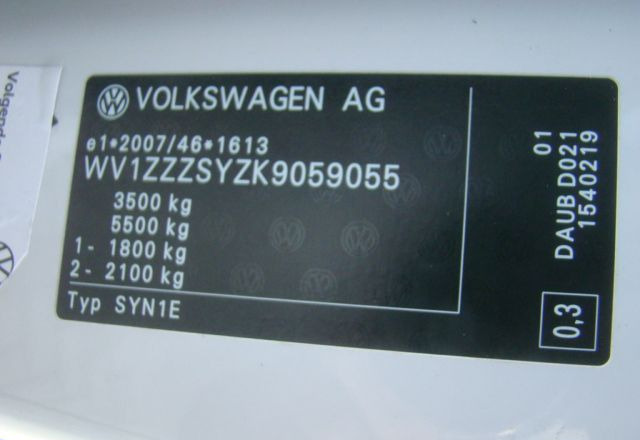 VOLKSWAGEN AG
e1*2007/46*1613
WV1ZZZSYZK9059055
3500 kg
5500 kg
1- 1800 kg
2- 2100 kg
Typ SYN1E
01
DAUB D021
1540219
0,3